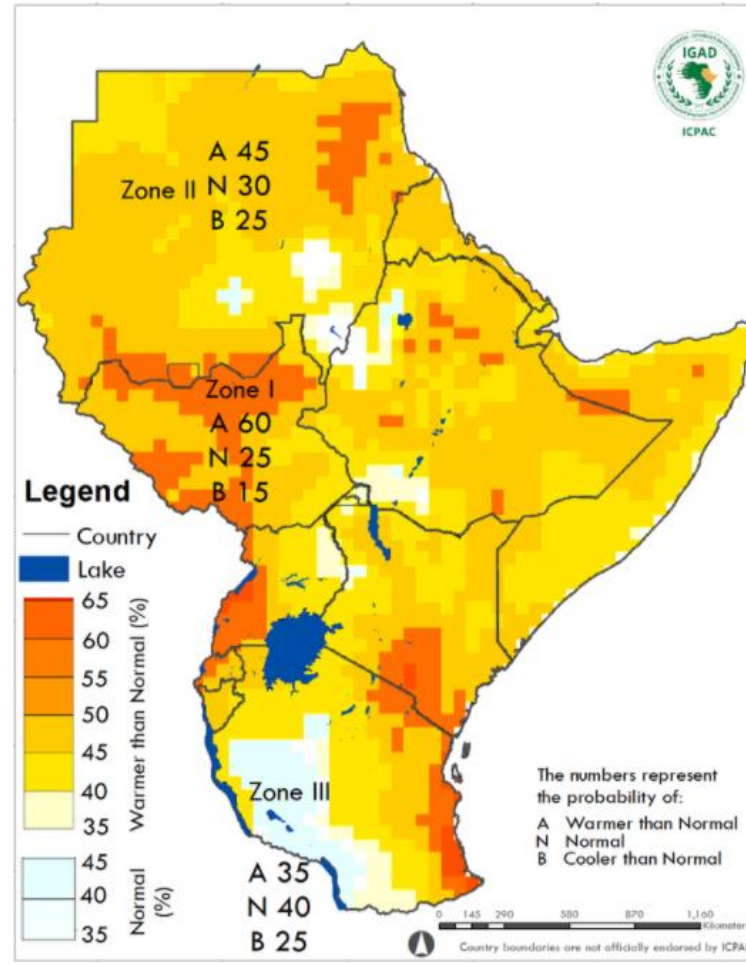 IGAD
ICPAC
A 45
Zone II N 30
B 25
Zone I
A 60
N 25
B 15
Legend
Country
Lake
65
60
55
50
45
40
35
Warmer than Normal (%)
45
40
35
Normal (%)
Zone III
A 35
N 40
B 25
The numbers represent
the probability of:
A Warmer than Normal
N Normal
B Cooler than Normal
0 145 290 580 870 1,160
Kilometers
Country boundaries are not officially endorsed by ICPAC